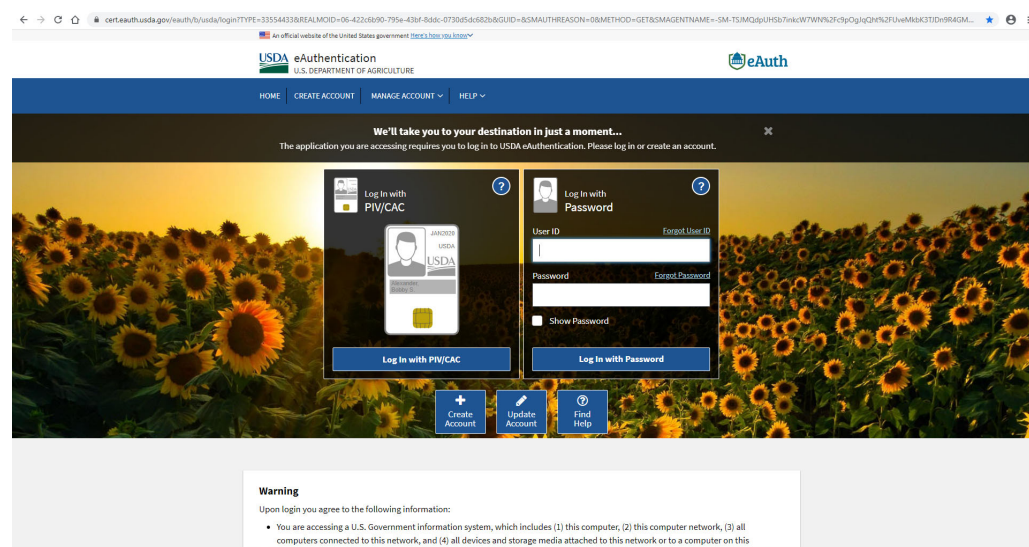 cert.eauth.usda.gov/eauth/b/usda/login?TYPE=33554433&REALMOID=06-422c6b90-795e-43bf-8ddc-0730d5dc682b&GUID=&SMAUTHREASON=0&METHOD=GET&SMAGENTNAME=-SM-TSJMQdpUHSb7inkcW7WN%2Fc9pOgJqQht%2FUveMkbK3TJDn9R4GM...
An official website of the United States government Here's how you know
USDA eAuthentication
U.S. DEPARTMENT OF AGRICULTURE
eAuth
HOME CREATE ACCOUNT MANAGE ACCOUNT HELP
We'll take you to your destination in just a moment...
The application you are accessing requires you to log in to USDA eAuthentication. Please log in or create an account.
Log In with
PIV/CAC
?
JAN2020
USDA
USDA
Alexander,
Bobby S.
Log In with PIV/CAC
Log In with
Password
?
User ID Forgot User ID
Password Forgot Password
Show Password
Log In with Password
Create
Account
Update
Account
Find
Help
Warning
Upon login you agree to the following information:
• You are accessing a U.S. Government information system, which includes (1) this computer, (2) this computer network, (3) all
computers connected to this network, and (4) all devices and storage media attached to this network or to a computer on this